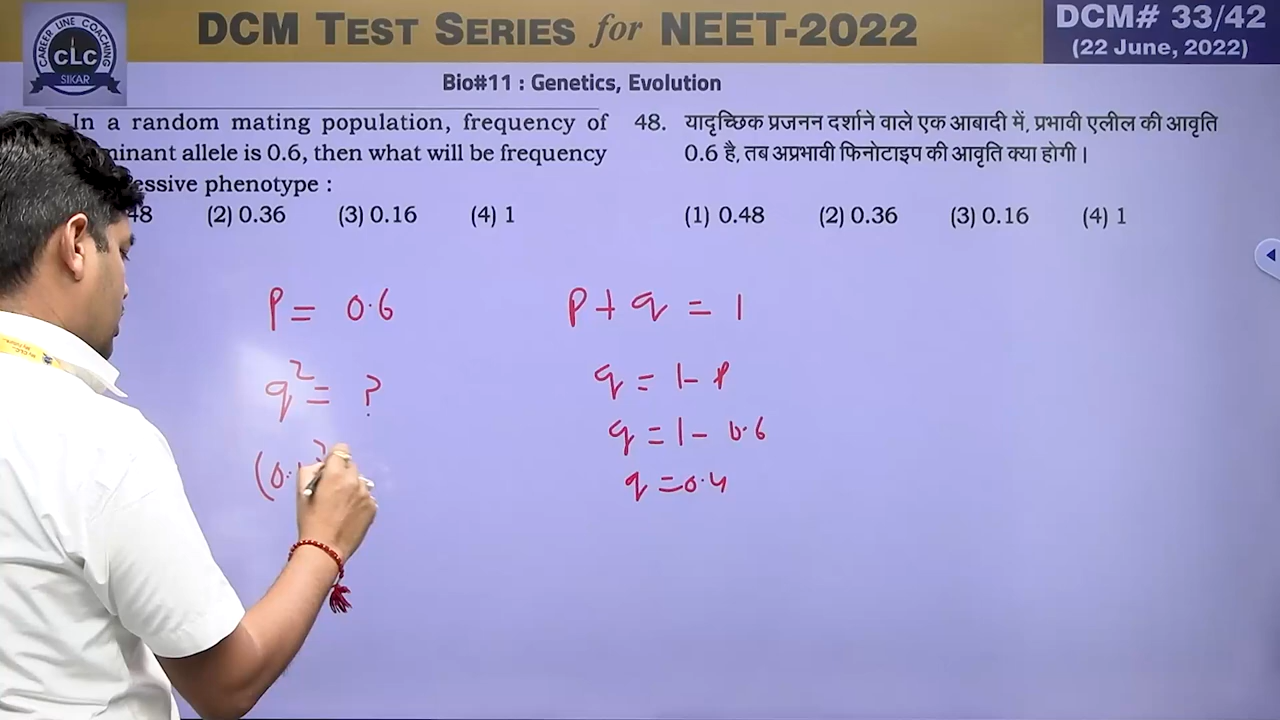 DCM TEST SERIES for NEET-2022
DCM# 33/42
(22 June, 2022)
CAREER LINE COACHING
CLC
SIKAR
Bio#11 : Genetics, Evolution
In a random mating population, frequency of
allele is 0.6, then what will be frequency
phenotype :
(2) 0.36 (3) 0.16 (4) 1
48. यादृच्छिक प्रजनन दर्शाने वाले एक आबादी में, प्रभावी एलील की आवृति
0.6 है, तब अप्रभावी फिनोटाइप की आवृति क्या होगी।
(1) 0.48 (2) 0.36 (3) 0.16 (4) 1
P = 0.6
q² = ?
P + q = 1
q = 1 - P
q = 1 - 0.6
q = 0.4